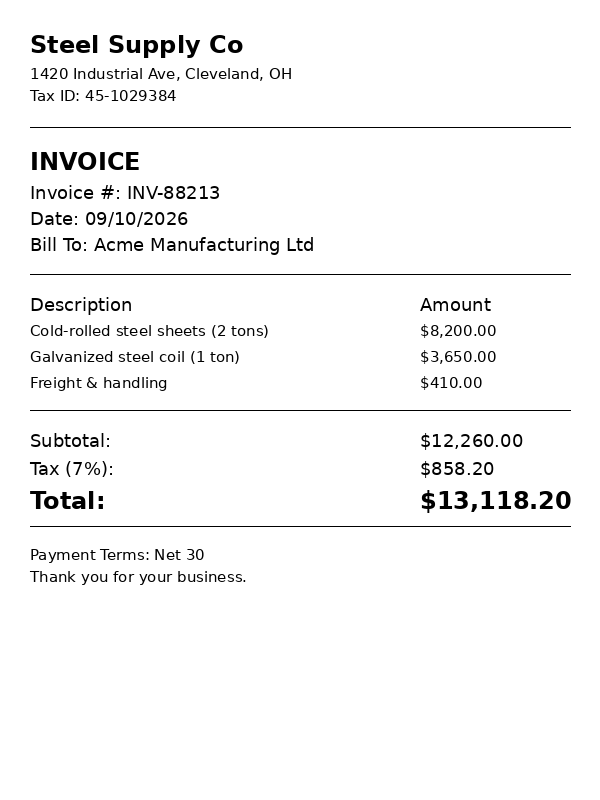 Steel Supply Co
1420 Industrial Ave, Cleveland, OH
Tax ID: 45-1029384
INVOICE
Invoice #: INV-88213
Date: 09/10/2026
Bill To: Acme Manufacturing Ltd
Description Amount
Cold-rolled steel sheets (2 tons) $8,200.00
Galvanized steel coil (1 ton) $3,650.00
Freight & handling $410.00
Subtotal: $12,260.00
Tax (7%): $858.20
Total: $13,118.20
Payment Terms: Net 30
Thank you for your business.